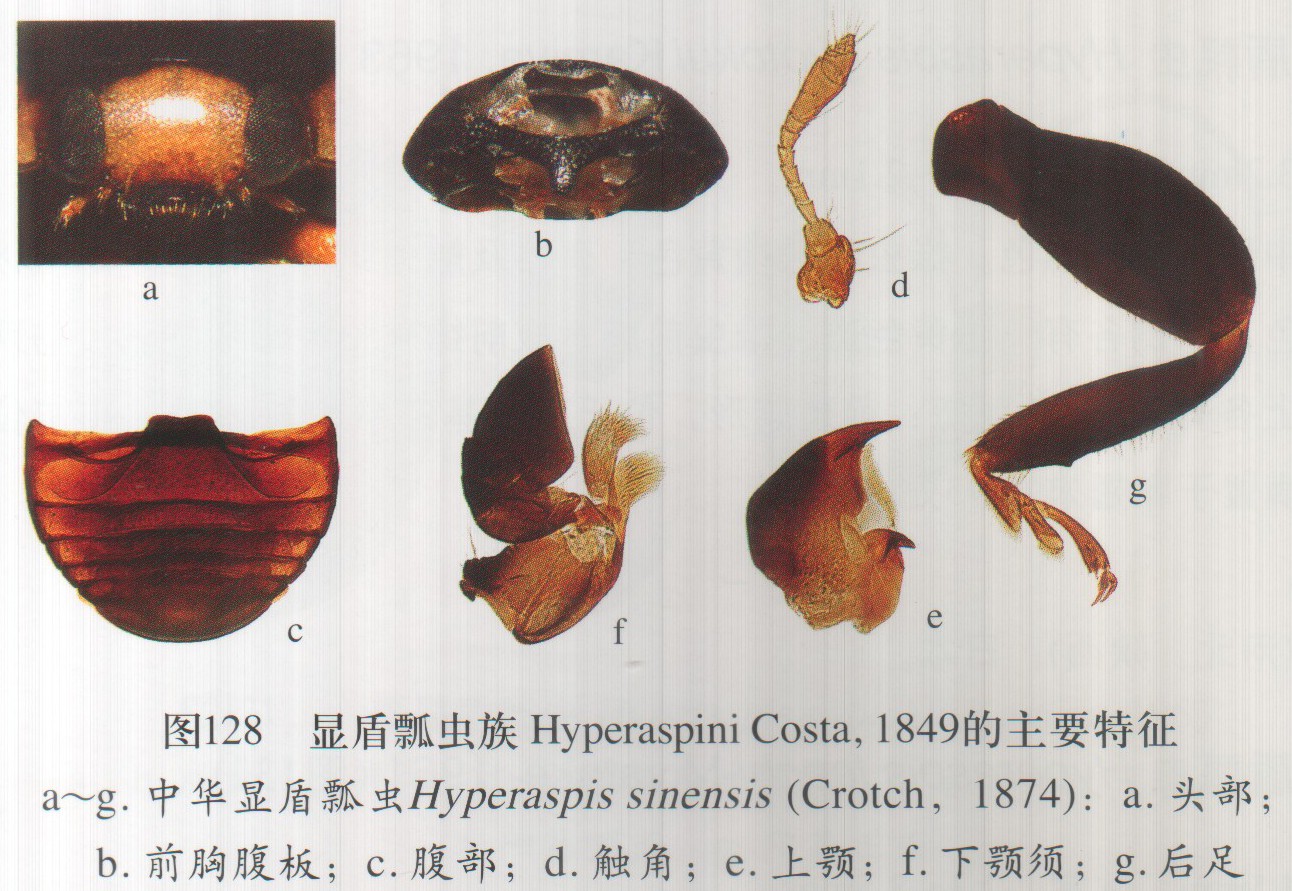 a
b
d
g
c
f
e
图128 显盾瓢虫族 Hyperaspini Costa, 1849的主要特征
a~g. 中华显盾瓢虫Hyperaspis sinensis (Crotch, 1874): a. 头部;
b. 前胸腹板; c. 腹部; d. 触角; e. 上颚; f. 下颚须; g. 后足